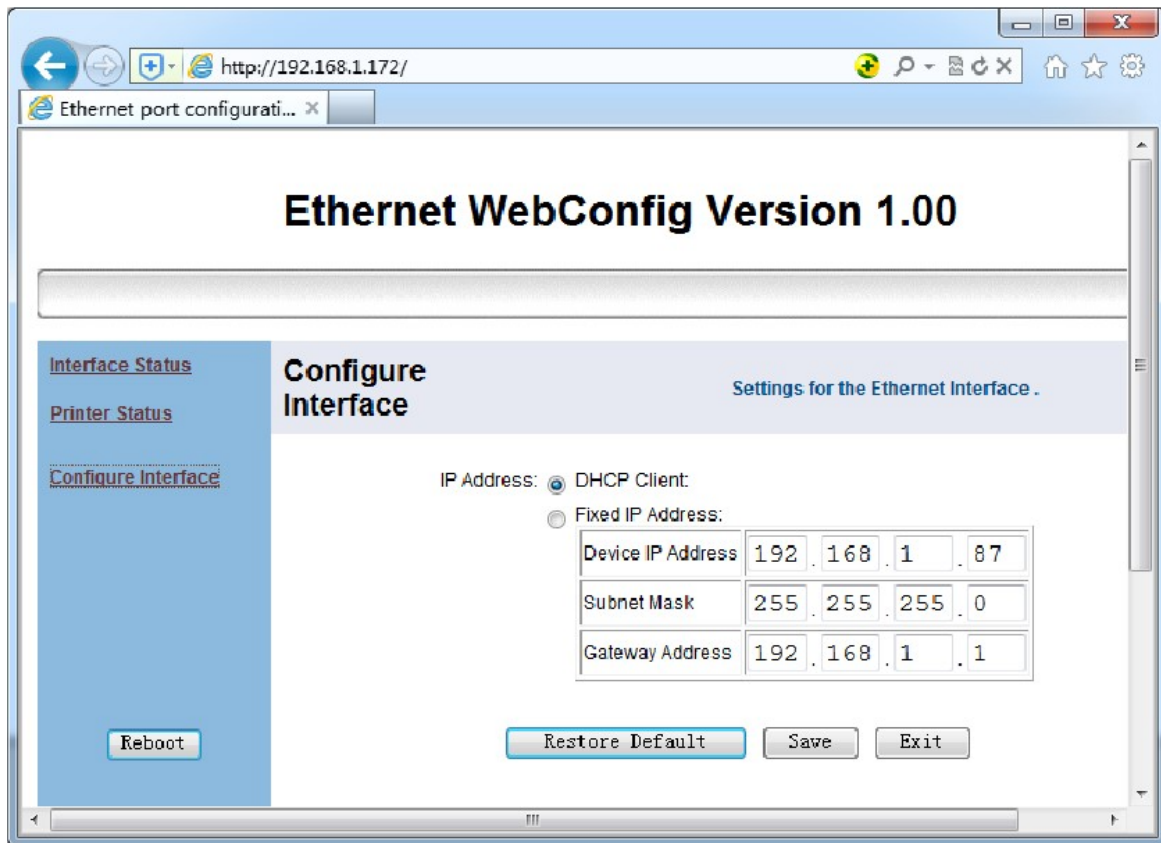 http://192.168.1.172/
Ethernet port configurati...
Ethernet WebConfig Version 1.00
Interface Status
Printer Status
Configure Interface
Configure
Interface
Settings for the Ethernet Interface .
IP Address: DHCP Client:
Fixed IP Address:
Device IP Address 192 . 168 . 1 . 87
Subnet Mask 255 . 255 . 255 . 0
Gateway Address 192 . 168 . 1 . 1
Reboot
Restore Default Save Exit